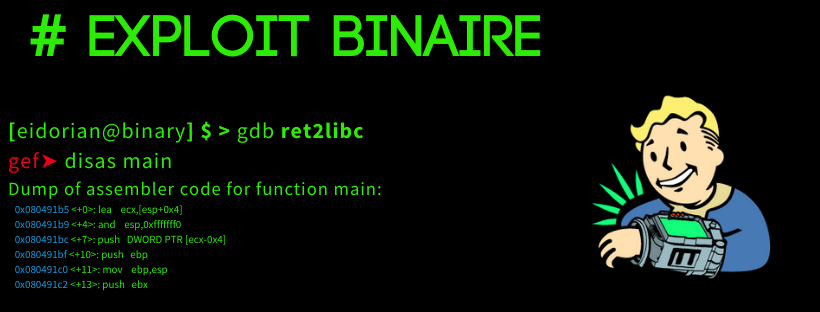 # EXPLOIT BINAIRE
[eidorian@binary] $ > gdb ret2libc
gef➤ disas main
Dump of assembler code for function main:
0x080491b5 <+0>: lea ecx,[esp+0x4]
0x080491b9 <+4>: and esp,0xfffffff0
0x080491bc <+7>: push DWORD PTR [ecx-0x4]
0x080491bf <+10>: push ebp
0x080491c0 <+11>: mov ebp,esp
0x080491c2 <+13>: push ebx